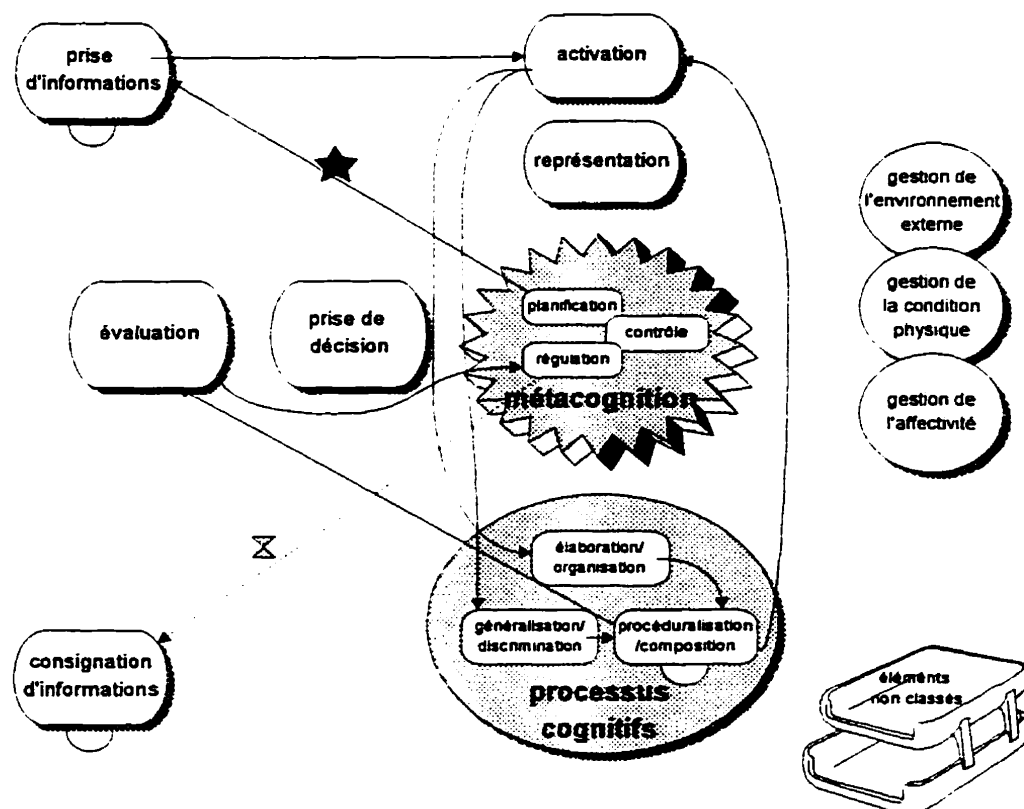 prise
d'informations
activation
représentation
gestion de
l'environnement
externe
gestion de
la condition
physique
gestion de
l'affectivité
évaluation
prise de
décision
planification
contrôle
régulation
métacognition
élaboration/
organisation
généralisation/
discrimination
procéduralisation
/composition
processus
cognitifs
consignation
d'informations
éléments
non classés